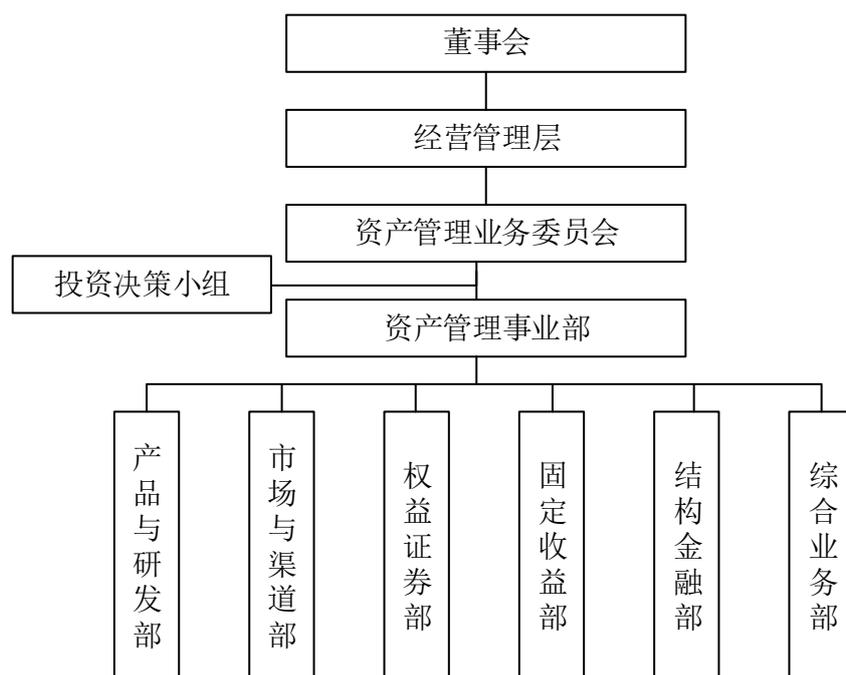 董事会
经营管理层
资产管理业务委员会
投资决策小组
资产管理事业部
产品与研发部
市场与渠道部
权益证券部
固定收益部
结构金融部
综合业务部